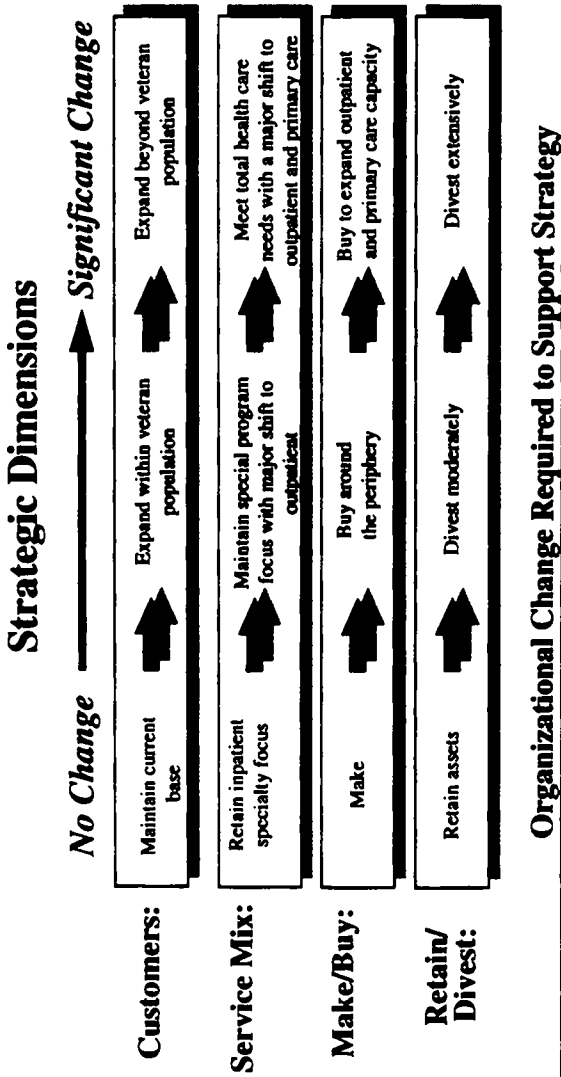 Strategic Dimensions
No Change
Significant Change
Customers:
Maintain current
base
Expand within veteran
population
Expand beyond veteran
population
Service Mix:
Retain inpatient
specialty focus
Maintain special program
focus with major shift to
outpatient
Meet total health care
needs with a major shift to
outpatient and primary care
Make/Buy:
Make
Buy around
the periphery
Buy to expand outpatient
and primary care capacity
Retain/
Divest:
Retain assets
Divest moderately
Divest extensively
Organizational Change Required to Support Strategy